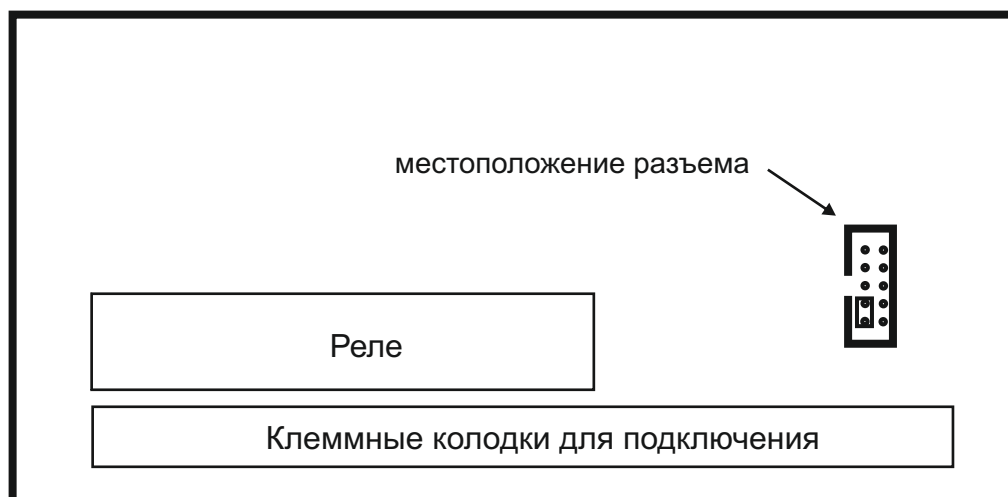 местоположение разъема
Реле
Клеммные колодки для подключения